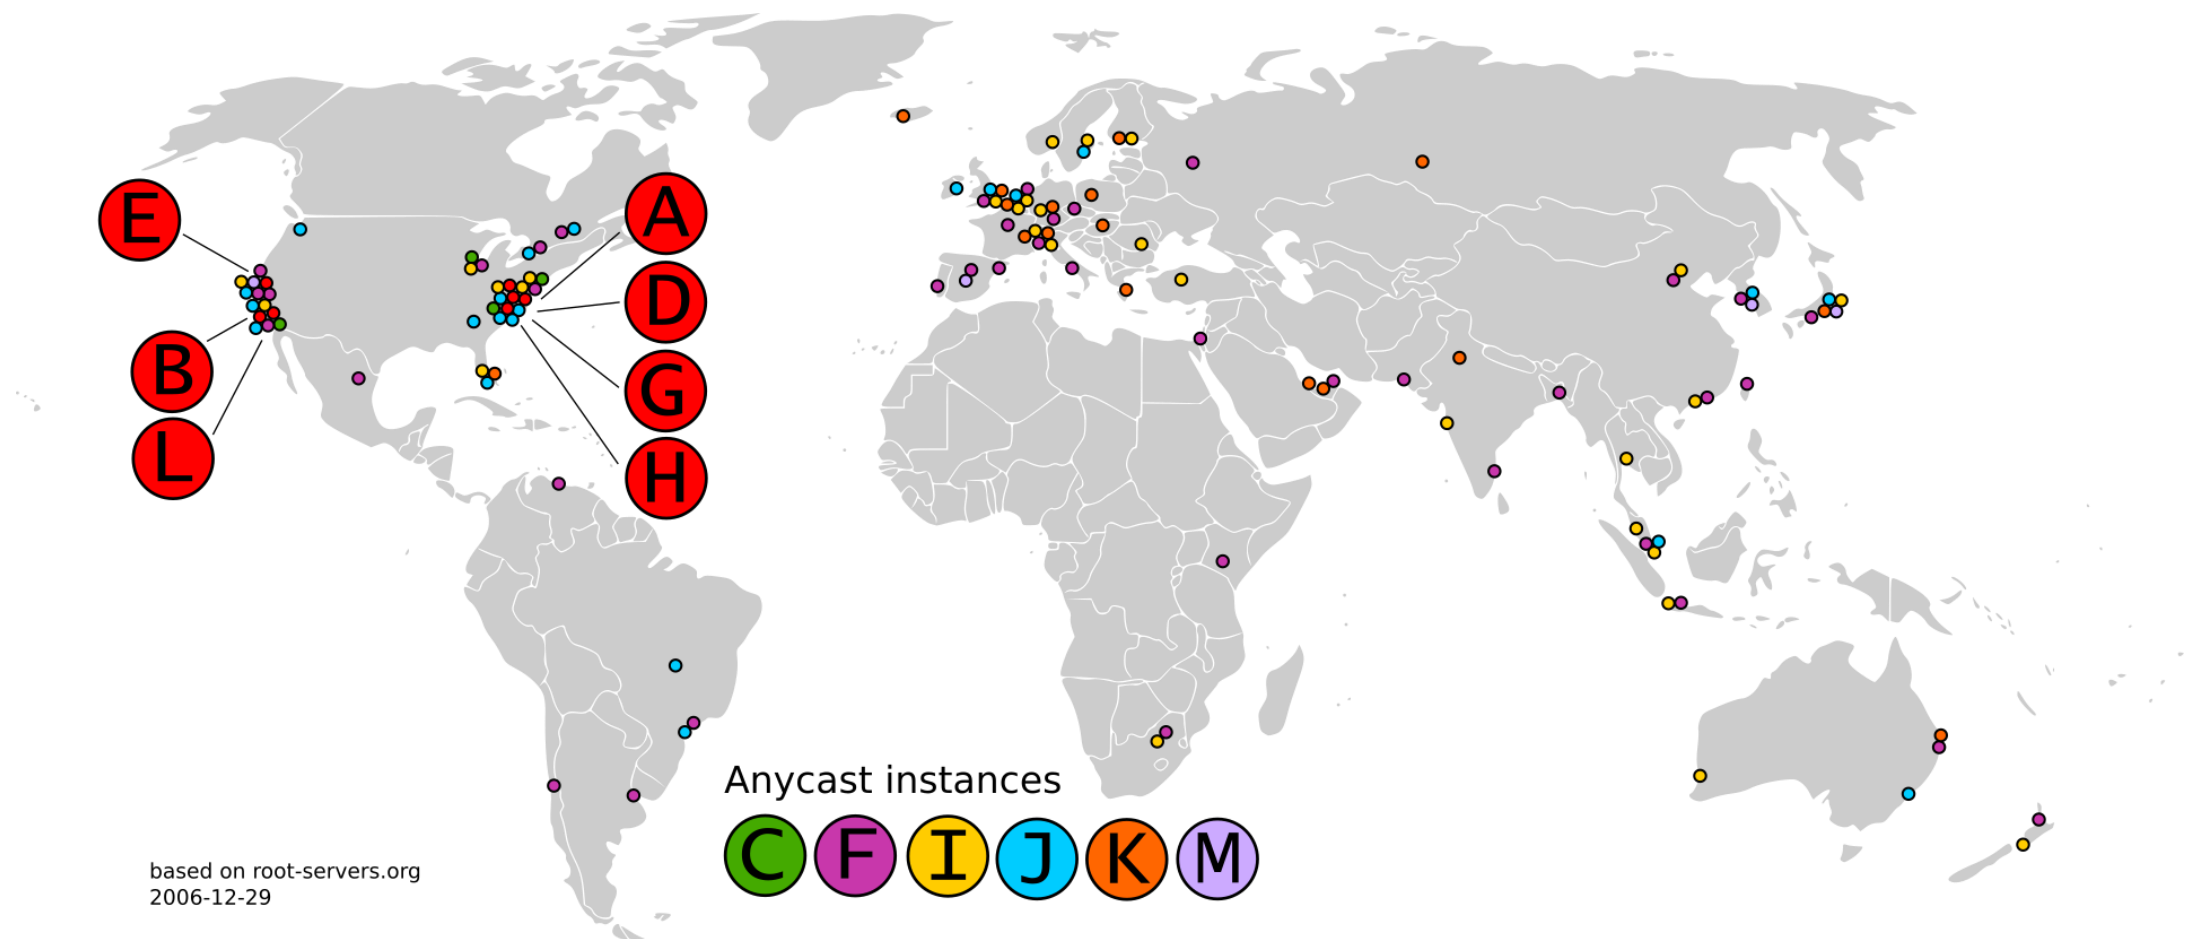 E
A
D
B
G
L
H
Anycast instances
C F I J K M
based on root-servers.org
2006-12-29